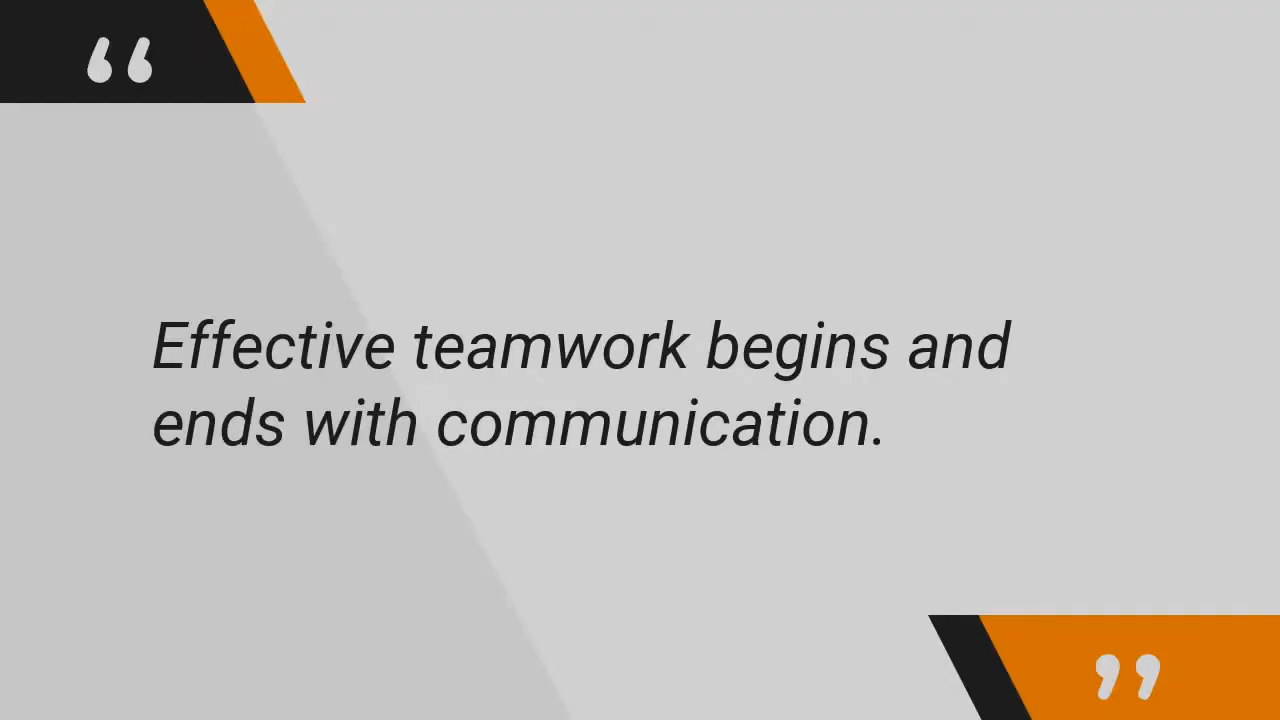 “
Effective teamwork begins and
ends with communication.
”